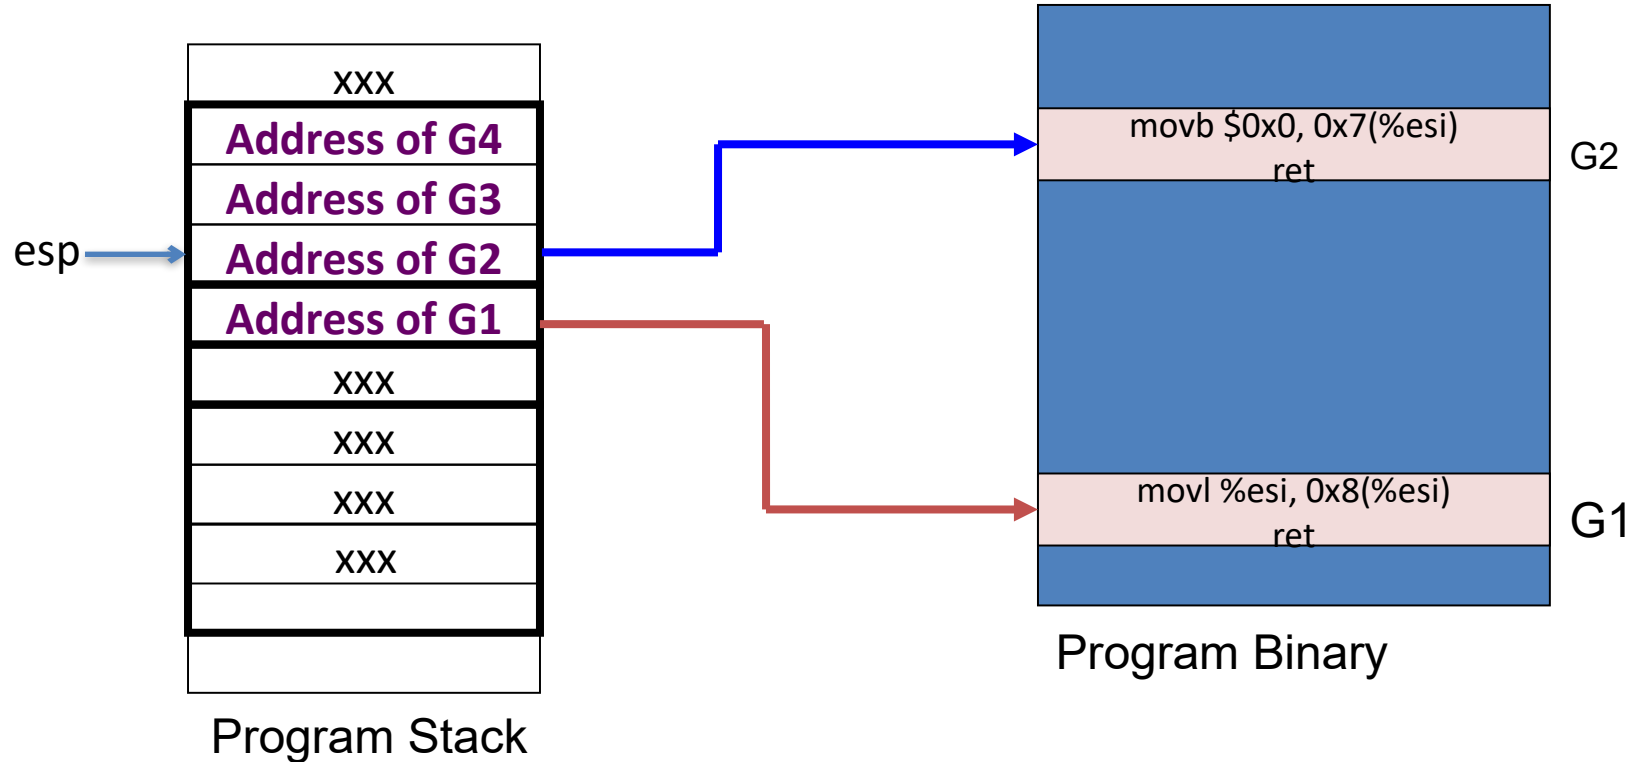 xxx
Address of G4
Address of G3
esp
Address of G2
Address of G1
xxx
xxx
xxx
xxx
Program Stack
movb $0x0, 0x7(%esi)
ret
G2
movl %esi, 0x8(%esi)
ret
G1
Program Binary